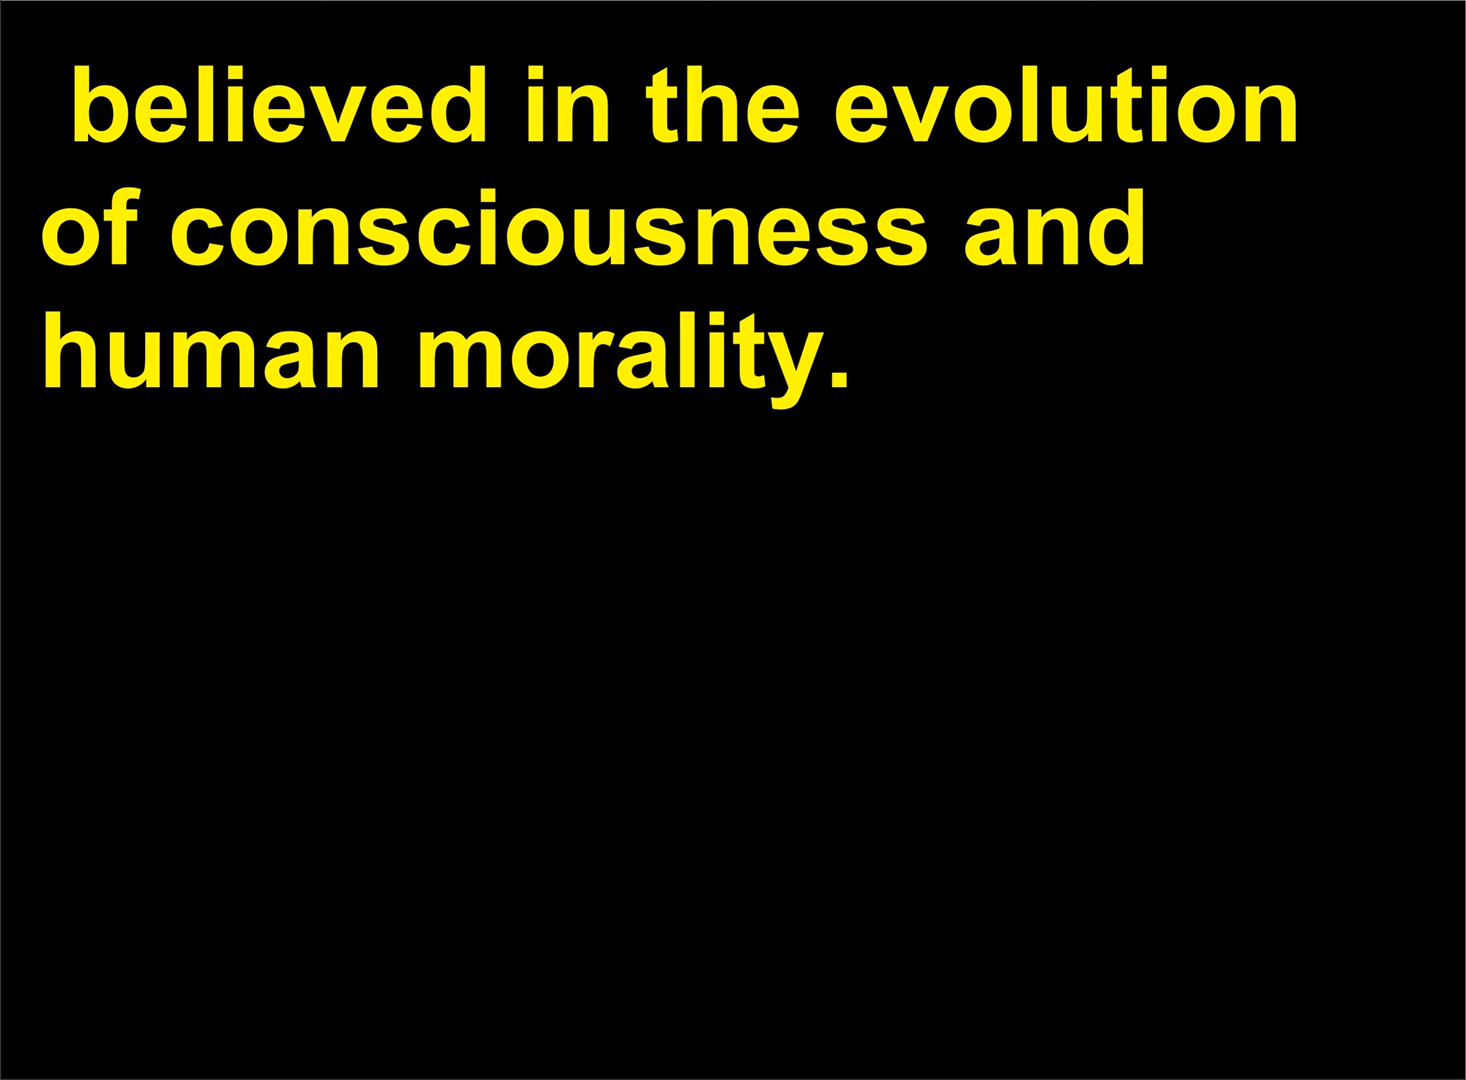 believed in the evolution
of consciousness and
human morality.